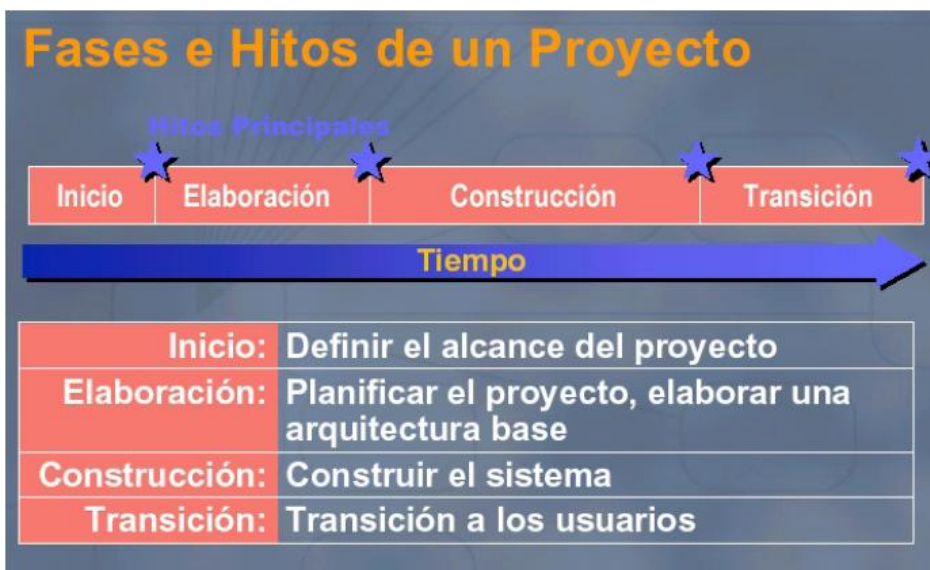 Fases e Hitos de un Proyecto
Hitos Principales
Inicio Elaboración Construcción Transición
Tiempo
Inicio: Definir el alcance del proyecto
Elaboración: Planificar el proyecto, elaborar una
arquitectura base
Construcción: Construir el sistema
Transición: Transición a los usuarios